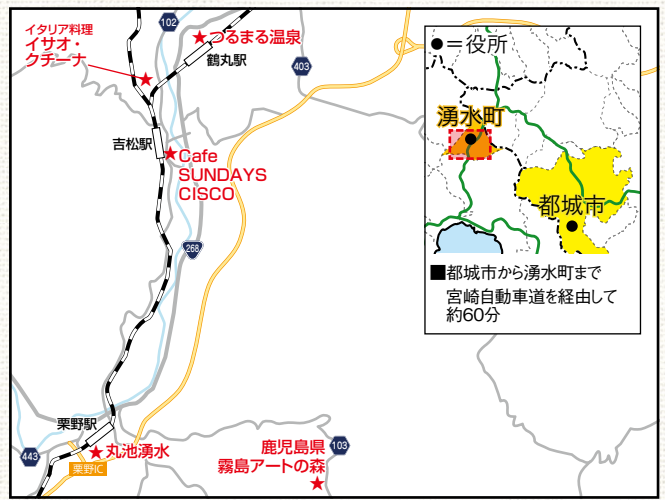 イタリア料理
イサオ・
クチーナ
102
つるまる温泉
鶴丸駅
403
吉松駅
Cafe
SUNDAYS
CISCO
268
栗野駅
443
丸池湧水
栗野IC
鹿児島県
霧島アートの森
103
●＝役所
湧水町
都城市
■都城市から湧水町まで
宮崎自動車道を経由して
約60分